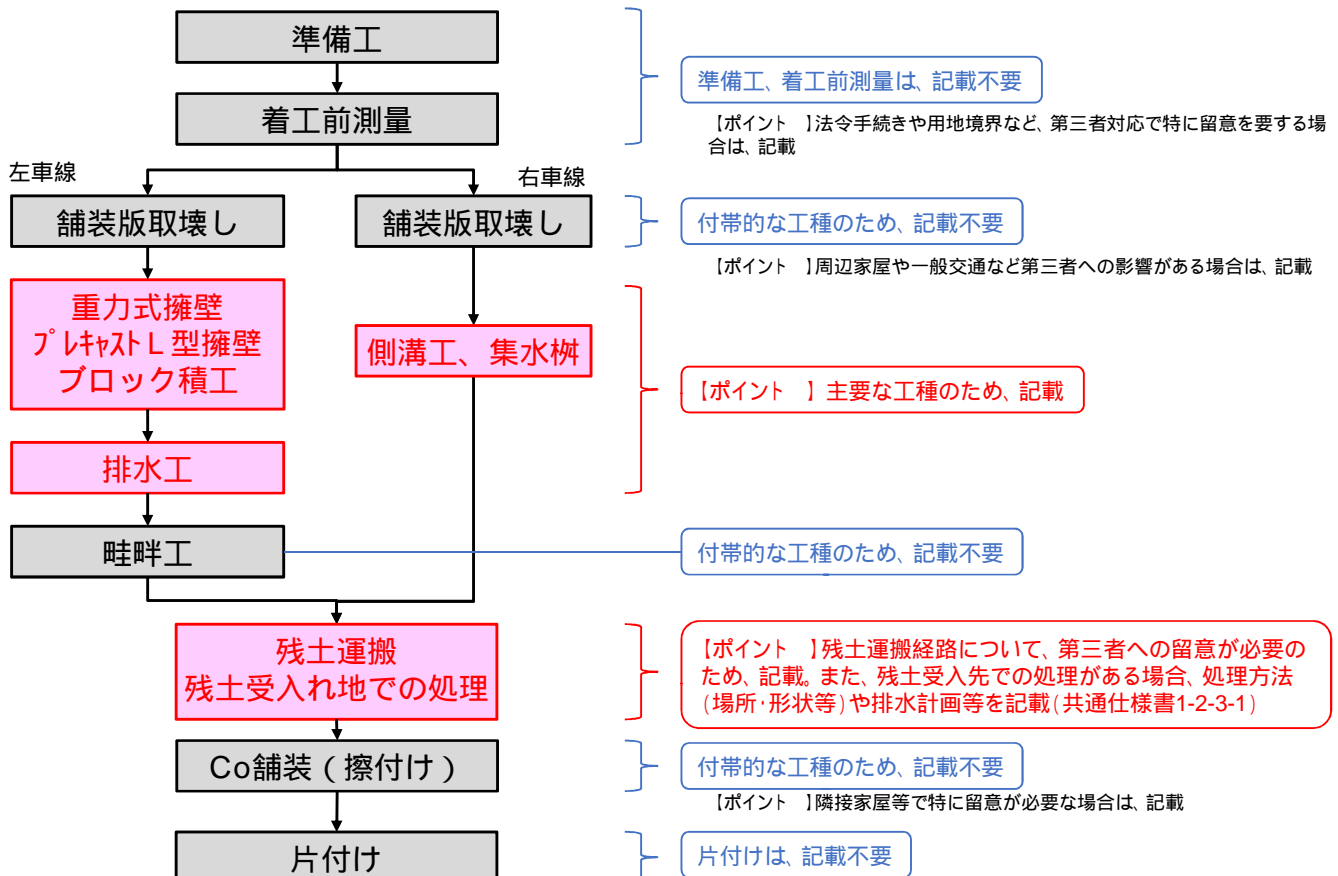 準備工
準備工、着工前測量は、記載不要
着工前測量
【ポイント　】法令手続きや用地境界など、第三者対応で特に留意を要する場
合は、記載
左車線
右車線
舗装版取壊し
舗装版取壊し
付帯的な工種のため、記載不要
【ポイント　】周辺家屋や一般交通など第三者への影響がある場合は、記載
重力式擁壁
プレキャストL型擁壁
ブロック積工
側溝工、集水桝
【ポイント　】主要な工種のため、記載
排水工
畦畔工
付帯的な工種のため、記載不要
残土運搬
残土受入れ地での処理
【ポイント　】残土運搬経路について、第三者への留意が必要の
ため、記載。また、残土受入先での処理がある場合、処理方法
(場所・形状等)や排水計画等を記載(共通仕様書1-2-3-1)
Co舗装（擦付け）
付帯的な工種のため、記載不要
【ポイント　】隣接家屋等で特に留意が必要な場合は、記載
片付け
片付けは、記載不要